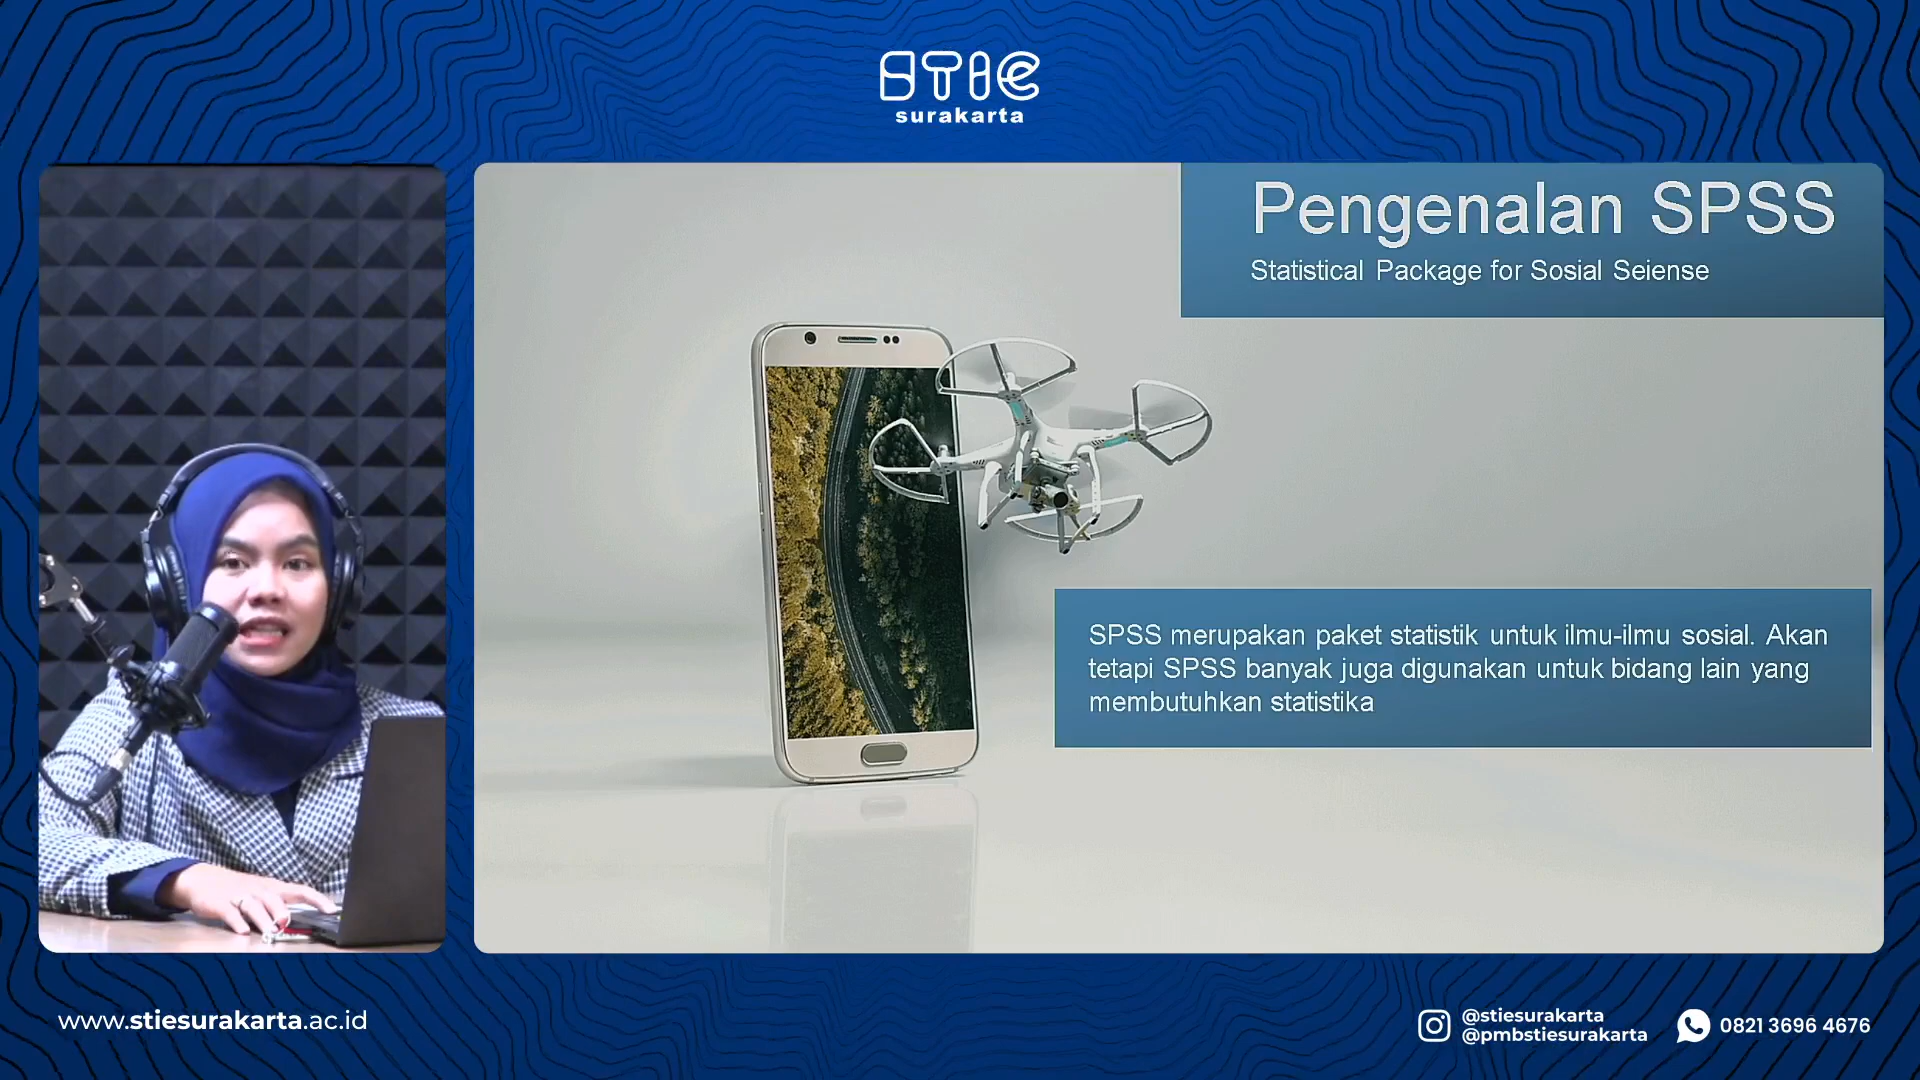 STIE
surakarta
Pengenalan SPSS
Statistical Package for Sosial Seiense
SPSS merupakan paket statistik untuk ilmu-ilmu sosial. Akan
tetapi SPSS banyak juga digunakan untuk bidang lain yang
membutuhkan statistika
www.stiesurakarta.ac.id
@stiesurakarta
@pmbstiesurakarta
0821 3696 4676